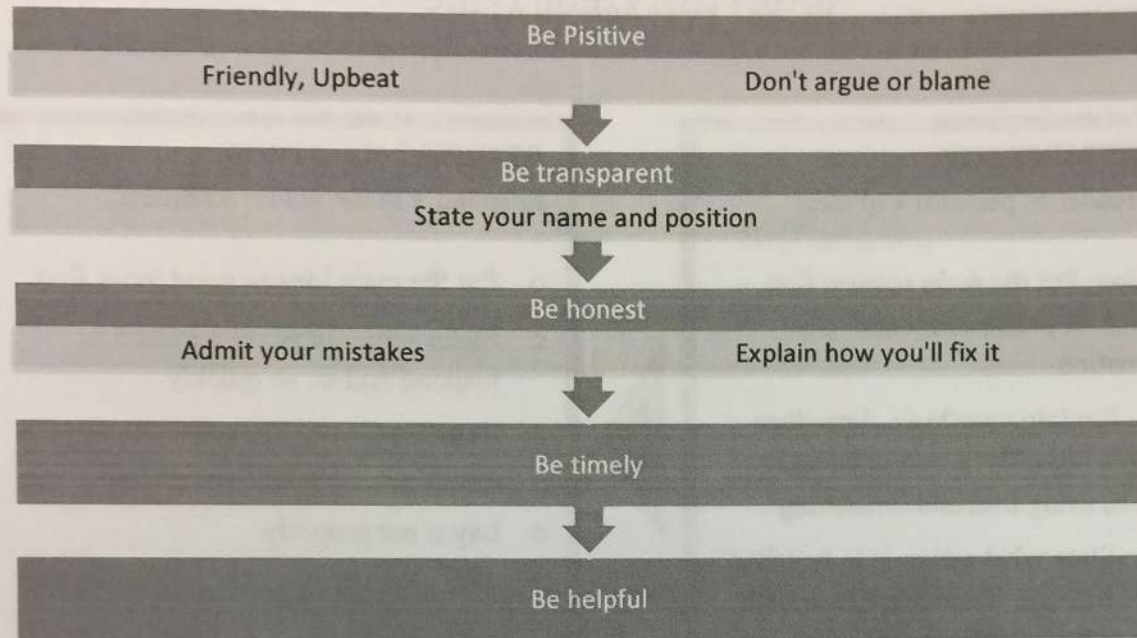 Be Pisitive
Friendly, Upbeat
Don't argue or blame
Be transparent
State your name and position
Be honest
Admit your mistakes
Explain how you'll fix it
Be timely
Be helpful